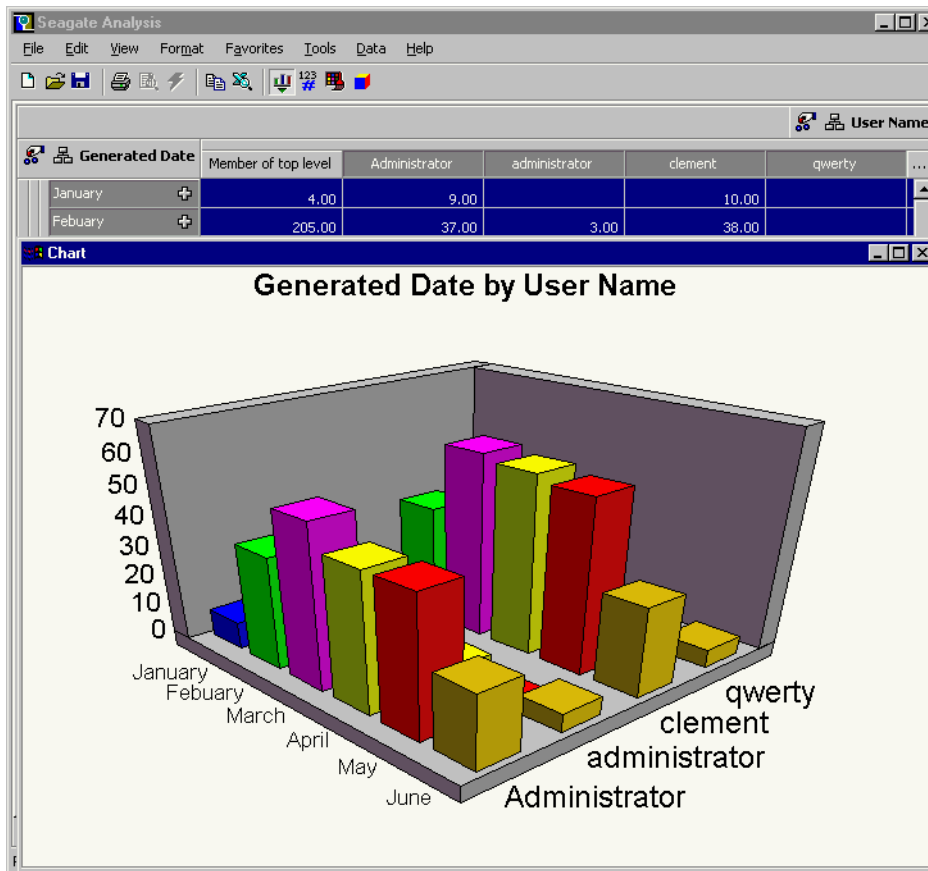 Seagate Analysis
File Edit View Format Favorites Tools Data Help
123
#
User Name
Generated Date Member of top level Administrator administrator clement qwerty ...
January 4.00 9.00 10.00
Febuary 205.00 37.00 3.00 38.00
Chart
Generated Date by User Name
70
60
50
40
30
20
10
0
January
Febuary
March
April
May
June
qwerty
clement
administrator
Administrator